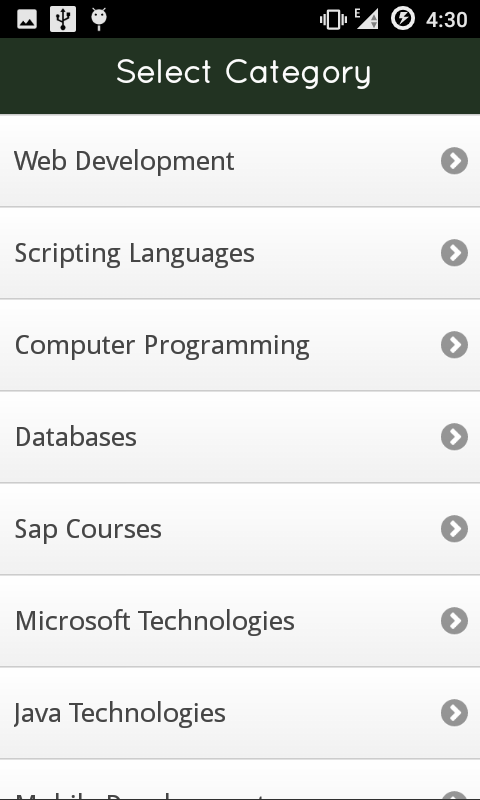 E 4:30
Select Category
Web Development
Scripting Languages
Computer Programming
Databases
Sap Courses
Microsoft Technologies
Java Technologies